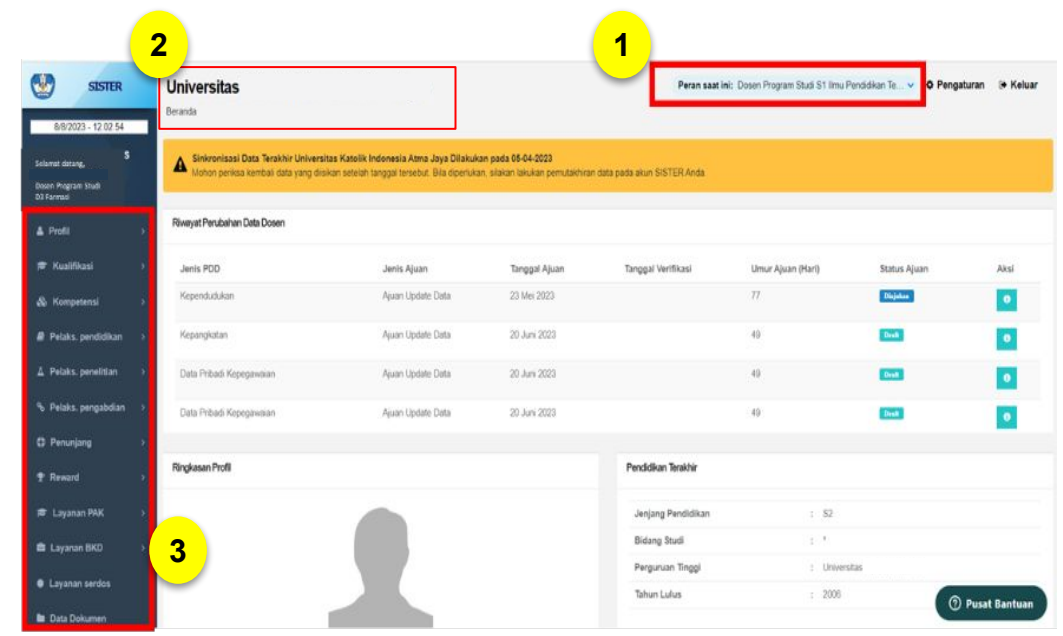 2
1
SISTER
Universitas
Peran saat ini: Dosen Program Studi S1 Ilmu Pendidikan Te...
Pengaturan
Keluar
Beranda
8/8/2023 - 12:02:54
Selamat datang,
S
Dosen Program Studi
D3 Farmasi
Sinkronisasi Data Terakhir Universitas Katolik Indonesia Atma Jaya Dilakukan pada 05-04-2023
Mohon periksa kembali data yang diisikan setelah tanggal tersebut. Bila diperlukan, silakan lakukan pemutakhiran data pada akun SISTER Anda.
Profil
Kualifikasi
Kompetensi
Pelaks. pendidikan
Pelaks. penelitian
Pelaks. pengabdian
Penunjang
Reward
Layanan PAK
Layanan BKD
Layanan serdos
Data Dokumen
3
Riwayat Perubahan Data Dosen
Jenis PDD Jenis Ajuan Tanggal Ajuan Tanggal Verifikasi Umur Ajuan (Hari) Status Ajuan Aksi
Kependudukan Ajuan Update Data 23 Mei 2023 77 Diajukan
Kepangkatan Ajuan Update Data 20 Juni 2023 49 Draft
Data Pribadi Kepegawaian Ajuan Update Data 20 Juni 2023 49 Draft
Data Pribadi Kepegawaian Ajuan Update Data 20 Juni 2023 49 Draft
Ringkasan Profil
Pendidikan Terakhir
Jenjang Pendidikan : S2
Bidang Studi : *
Perguruan Tinggi : Universitas
Tahun Lulus : 2006
Pusat Bantuan